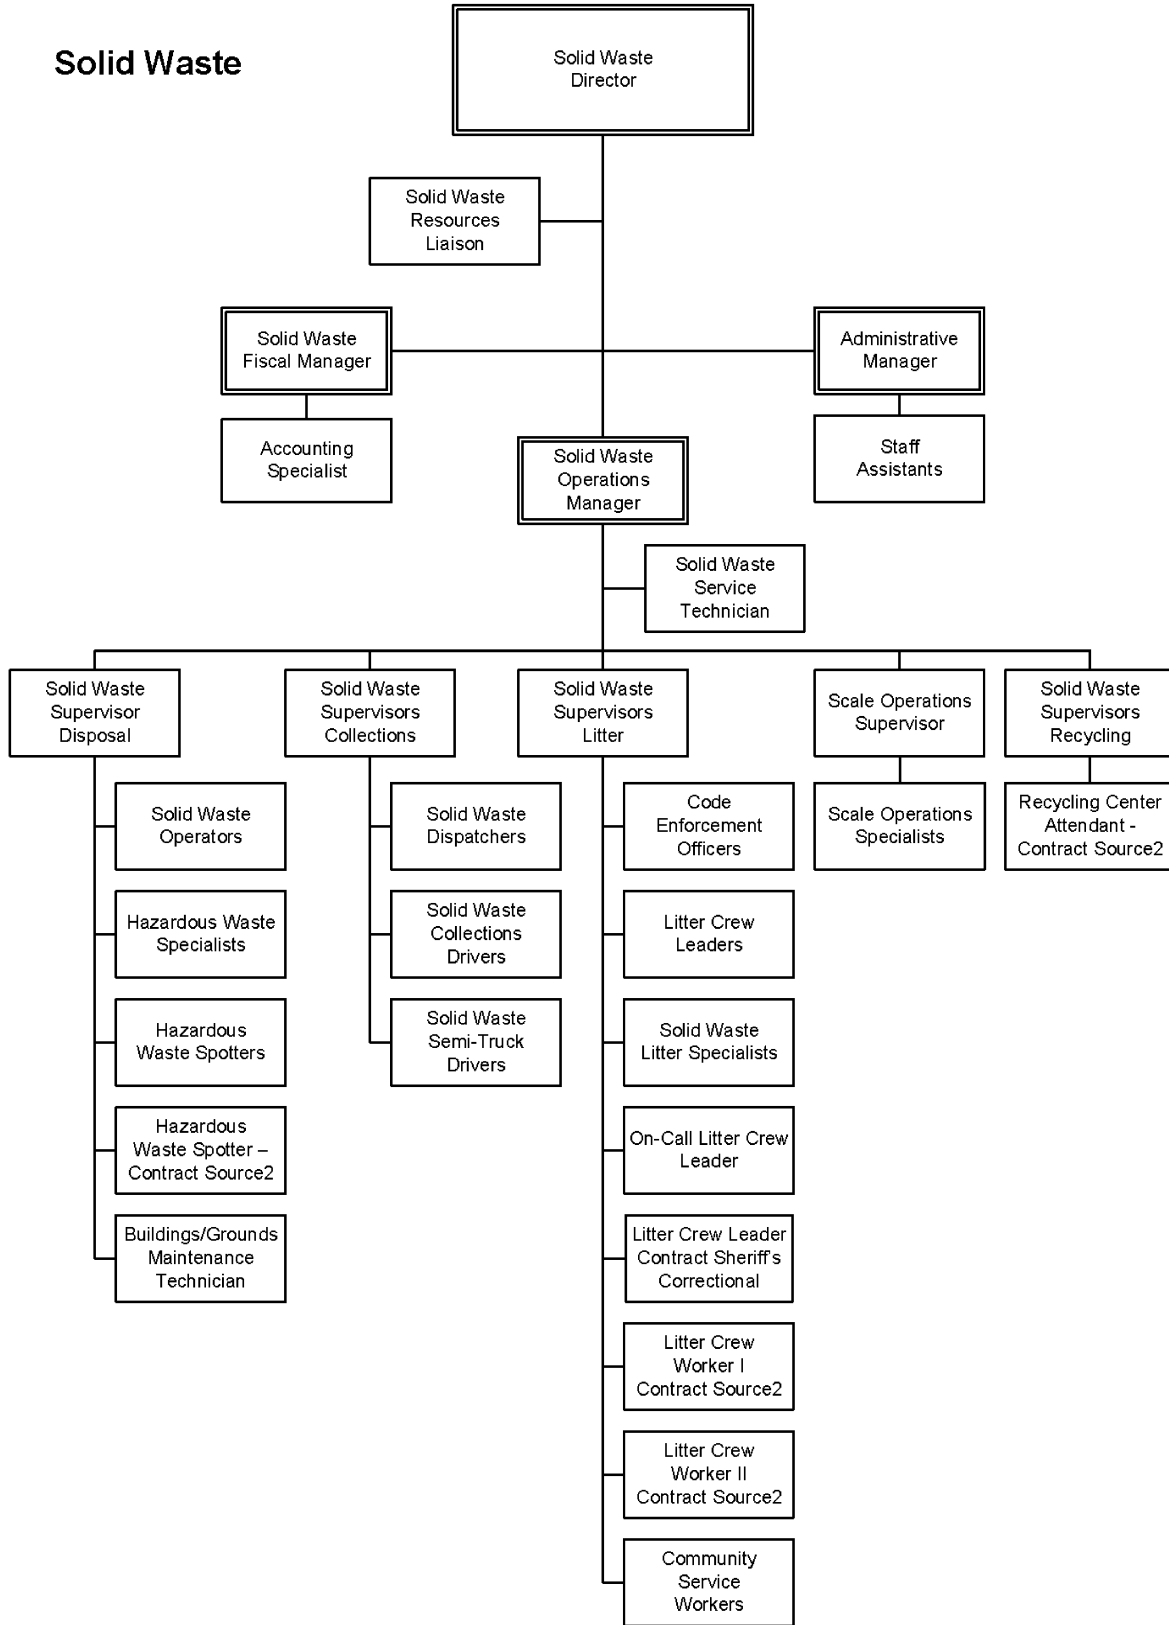 Solid Waste
Solid Waste
Director
Solid Waste
Resources
Liaison
Solid Waste
Fiscal Manager
Administrative
Manager
Accounting
Specialist
Solid Waste
Operations
Manager
Staff
Assistants
Solid Waste
Service
Technician
Solid Waste
Supervisor
Disposal
Solid Waste
Supervisors
Collections
Solid Waste
Supervisors
Litter
Scale Operations
Supervisor
Solid Waste
Supervisors
Recycling
Solid Waste
Operators
Solid Waste
Dispatchers
Code
Enforcement
Officers
Scale Operations
Specialists
Recycling Center
Attendant -
Contract Source2
Hazardous Waste
Specialists
Solid Waste
Collections
Drivers
Litter Crew
Leaders
Hazardous
Waste Spotters
Solid Waste
Semi-Truck
Drivers
Solid Waste
Litter Specialists
Hazardous
Waste Spotter –
Contract Source2
On-Call Litter Crew
Leader
Buildings/Grounds
Maintenance
Technician
Litter Crew Leader
Contract Sheriff's
Correctional
Litter Crew
Worker I
Contract Source2
Litter Crew
Worker II
Contract Source2
Community
Service
Workers